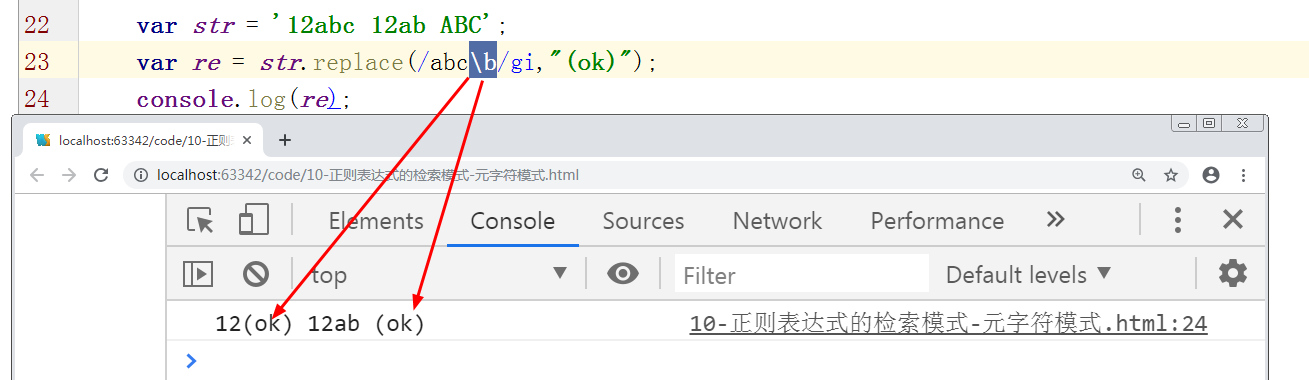 22 var str = '12abc 12ab ABC';
23 var re = str.replace(/abc\b/gi,"(ok)");
24 console.log(re);
localhost:63342/code/10-正则
localhost:63342/code/10-正则表达式的检索模式-元字符模式.html
Elements Console Sources Network Performance
top Filter Default levels
12(ok) 12ab (ok) 10-正则表达式的检索模式-元字符模式.html:24